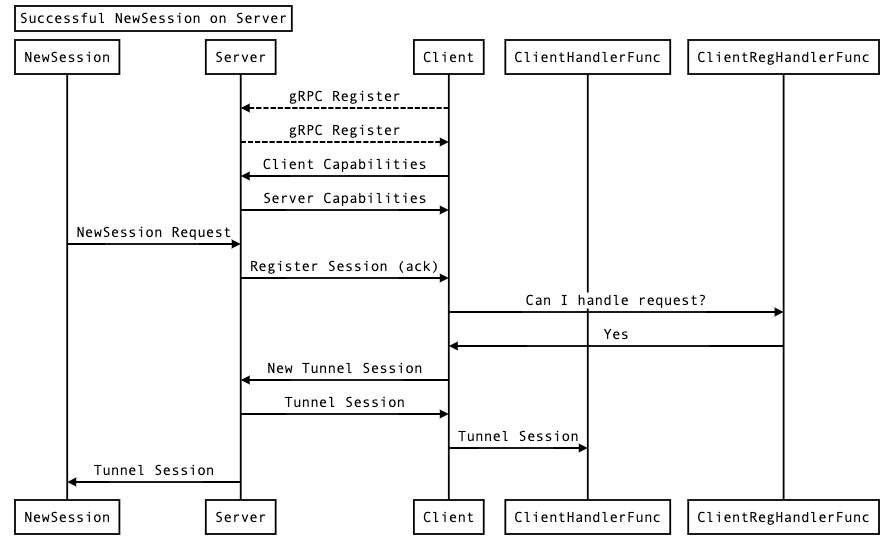 Successful NewSession on Server
NewSession Server Client ClientHandlerFunc ClientRegHandlerFunc
gRPC Register
gRPC Register
Client Capabilities
Server Capabilities
NewSession Request
Register Session (ack)
Can I handle request?
Yes
New Tunnel Session
Tunnel Session
Tunnel Session
Tunnel Session
NewSession Server Client ClientHandlerFunc ClientRegHandlerFunc